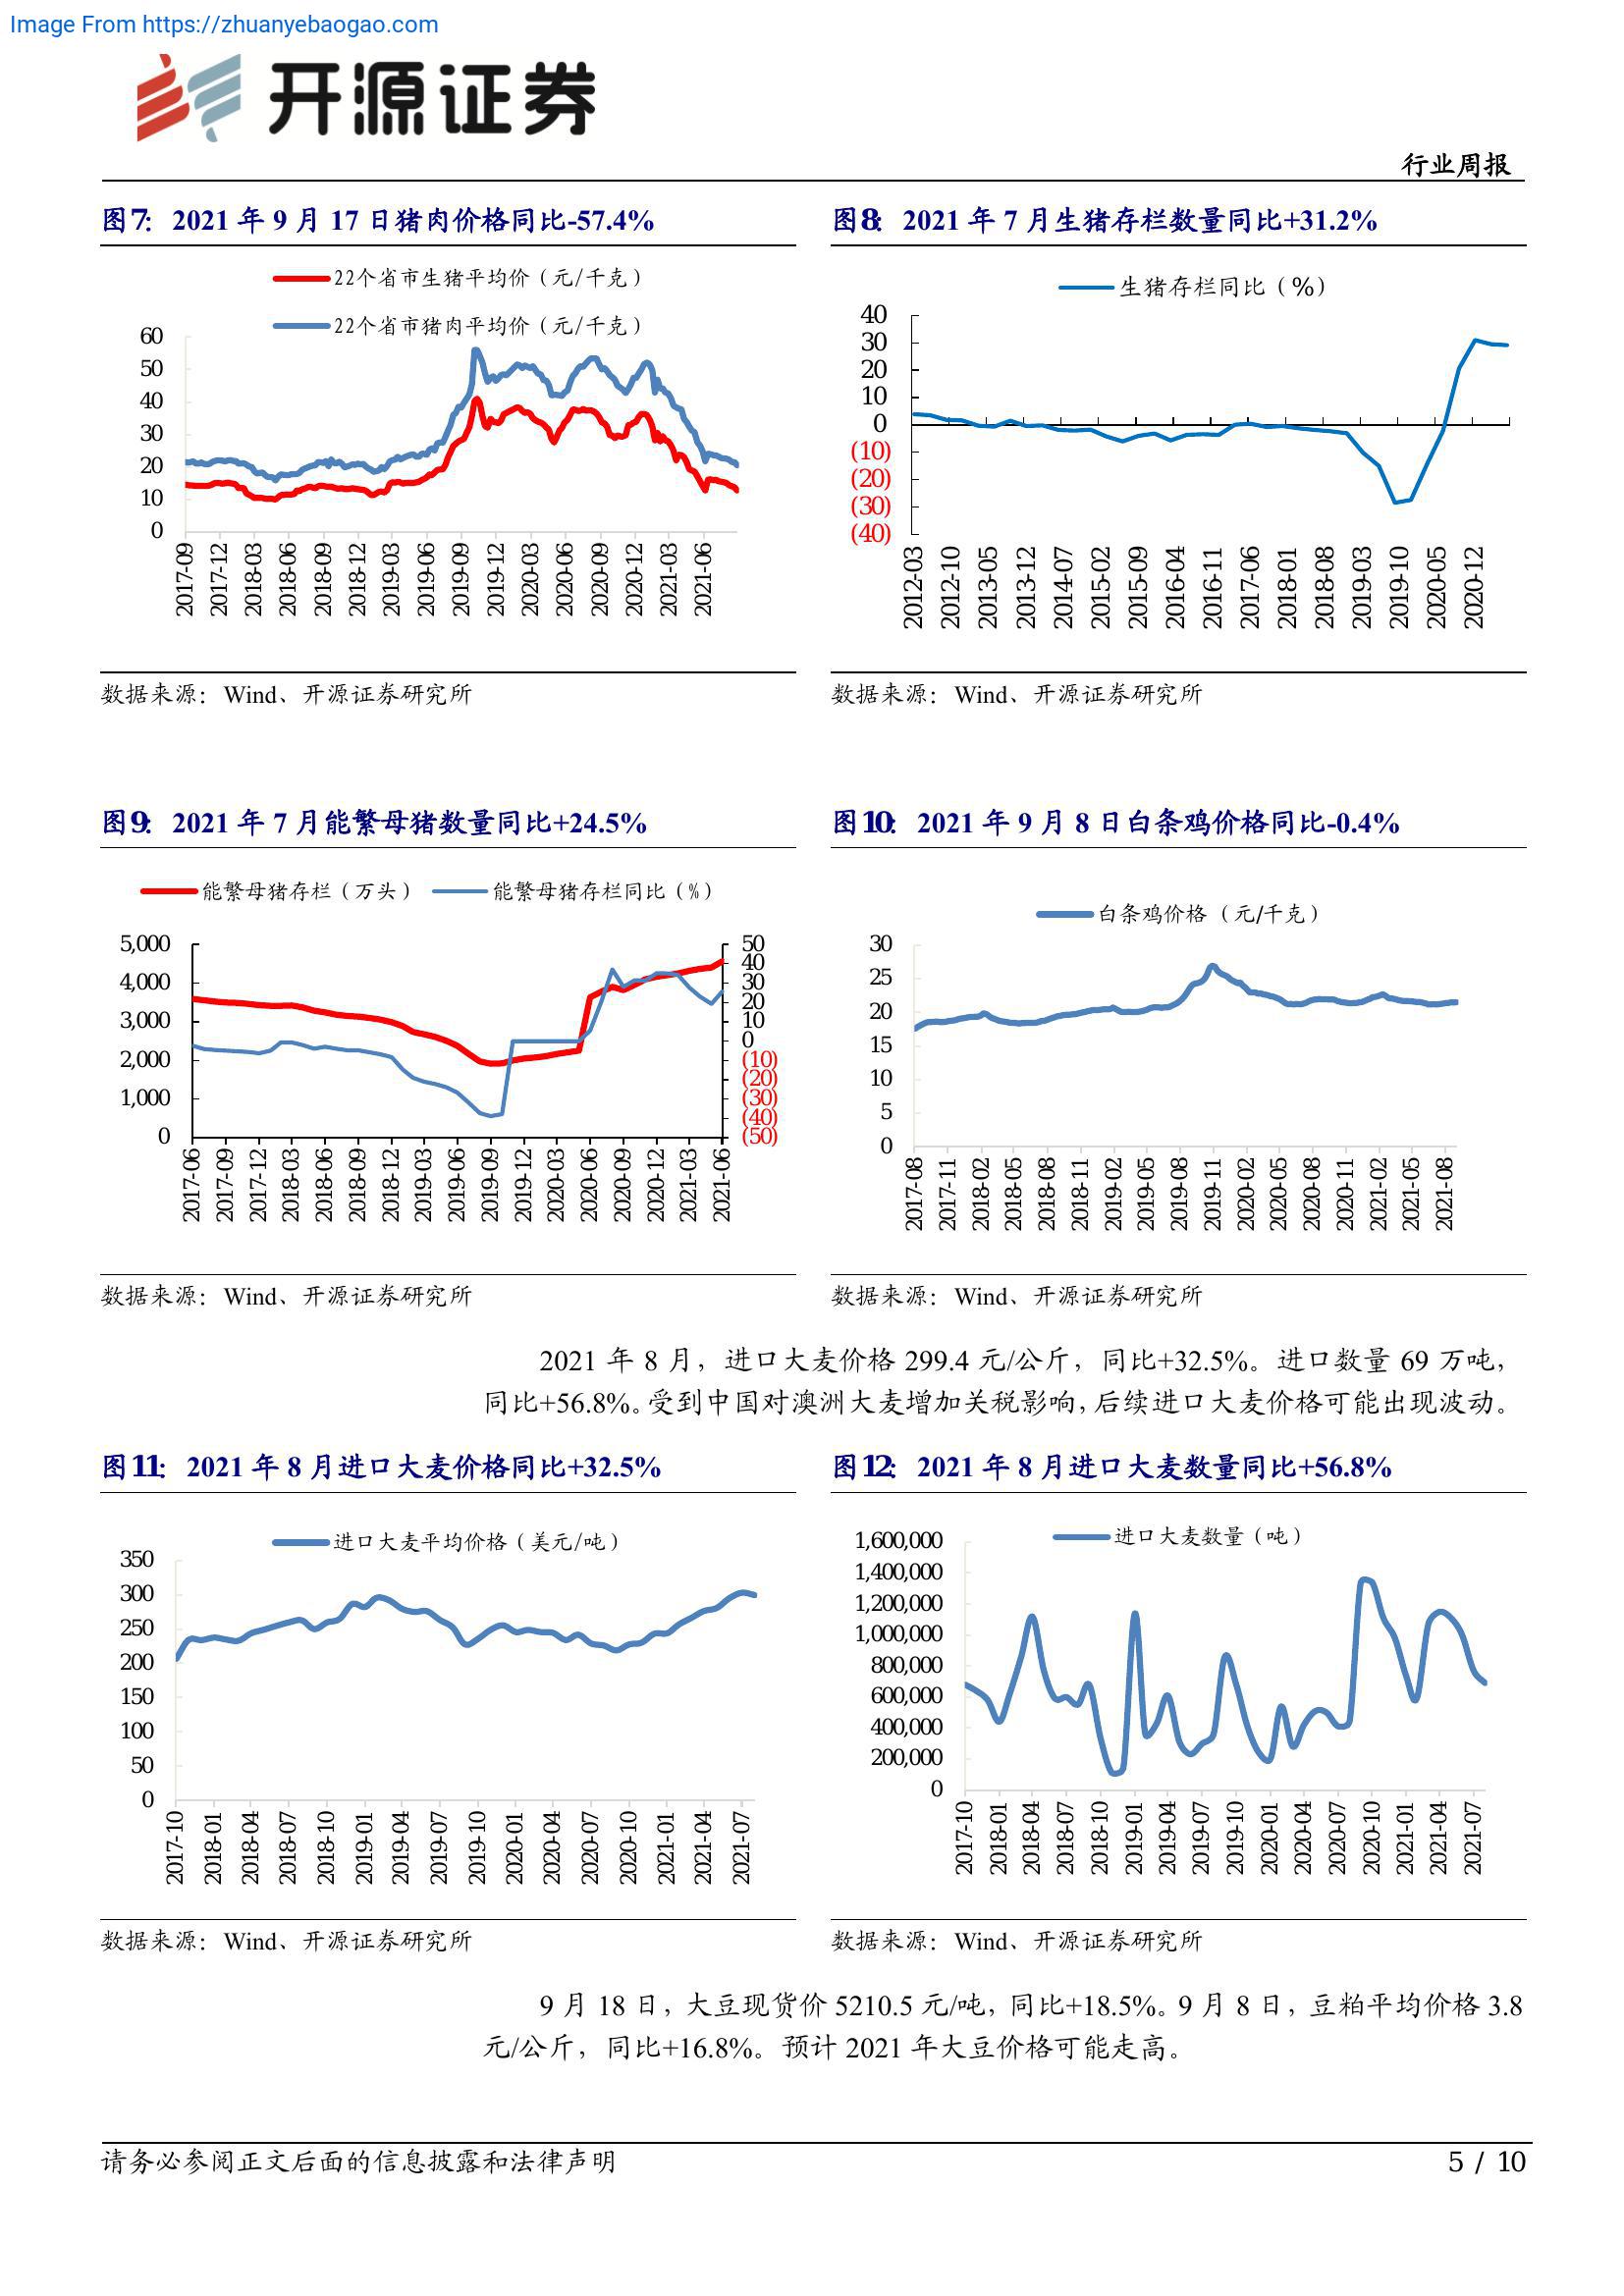 Image From https://zhuanyebaogao.com
开源证券
行业周报
图7： 2021 年 9 月 17 日猪肉价格同比-57.4%
22个省市生猪平均价（元/千克）
22个省市猪肉平均价（元/千克）
60
50
40
30
20
10
0
2017-09 2017-12 2018-03 2018-06 2018-09 2018-12 2019-03 2019-06 2019-09 2019-12 2020-03 2020-06 2020-09 2020-12 2021-03 2021-06
数据来源：Wind、开源证券研究所
图8： 2021 年 7 月生猪存栏数量同比+31.2%
生猪存栏同比（%）
40
30
20
10
0
(10)
(20)
(30)
(40)
2012-03 2012-10 2013-05 2013-12 2014-07 2015-02 2015-09 2016-04 2016-11 2017-06 2018-01 2018-08 2019-03 2019-10 2020-05 2020-12
数据来源：Wind、开源证券研究所
图9： 2021 年 7 月能繁母猪数量同比+24.5%
能繁母猪存栏（万头） 能繁母猪存栏同比（%）
5,000
4,000
3,000
2,000
1,000
0
50
40
30
20
10
0
(10)
(20)
(30)
(40)
(50)
2017-06 2017-09 2017-12 2018-03 2018-06 2018-09 2018-12 2019-03 2019-06 2019-09 2019-12 2020-03 2020-06 2020-09 2020-12 2021-03 2021-06
数据来源：Wind、开源证券研究所
图10： 2021 年 9 月 8 日白条鸡价格同比-0.4%
白条鸡价格（元/千克）
30
25
20
15
10
5
0
2017-08 2017-11 2018-02 2018-05 2018-08 2018-11 2019-02 2019-05 2019-08 2019-11 2020-02 2020-05 2020-08 2020-11 2021-02 2021-05 2021-08
数据来源：Wind、开源证券研究所
2021 年 8 月，进口大麦价格 299.4 元/公斤，同比+32.5%。进口数量 69 万吨，
同比+56.8%。受到中国对澳洲大麦增加关税影响，后续进口大麦价格可能出现波动。
图11： 2021 年 8 月进口大麦价格同比+32.5%
进口大麦平均价格（美元/吨）
350
300
250
200
150
100
50
0
2017-10 2018-01 2018-04 2018-07 2018-10 2019-01 2019-04 2019-07 2019-10 2020-01 2020-04 2020-07 2020-10 2021-01 2021-04 2021-07
数据来源：Wind、开源证券研究所
图12： 2021 年 8 月进口大麦数量同比+56.8%
进口大麦数量（吨）
1,600,000
1,400,000
1,200,000
1,000,000
800,000
600,000
400,000
200,000
0
2017-10 2018-01 2018-04 2018-07 2018-10 2019-01 2019-04 2019-07 2019-10 2020-01 2020-04 2020-07 2020-10 2021-01 2021-04 2021-07
数据来源：Wind、开源证券研究所
9 月 18 日，大豆现货价 5210.5 元/吨，同比+18.5%。9 月 8 日，豆粕平均价格 3.8
元/公斤，同比+16.8%。预计 2021 年大豆价格可能走高。
请务必参阅正文后面的信息披露和法律声明
5 / 10